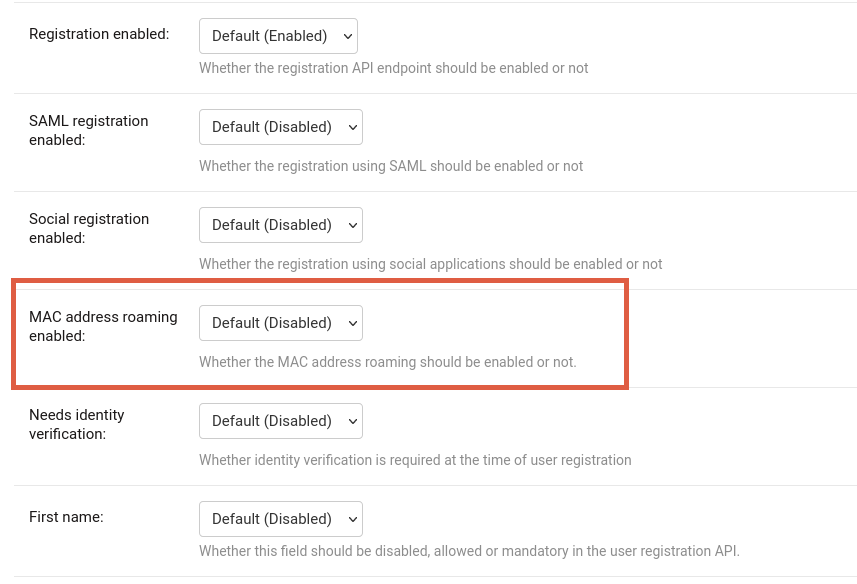 Registration enabled:
Default (Enabled)
Whether the registration API endpoint should be enabled or not
SAML registration
enabled:
Default (Disabled)
Whether the registration using SAML should be enabled or not
Social registration
enabled:
Default (Disabled)
Whether the registration using social applications should be enabled or not
MAC address roaming
enabled:
Default (Disabled)
Whether the MAC address roaming should be enabled or not.
Needs identity
verification:
Default (Disabled)
Whether identity verification is required at the time of user registration
First name:
Default (Disabled)
Whether this field should be disabled, allowed or mandatory in the user registration API.